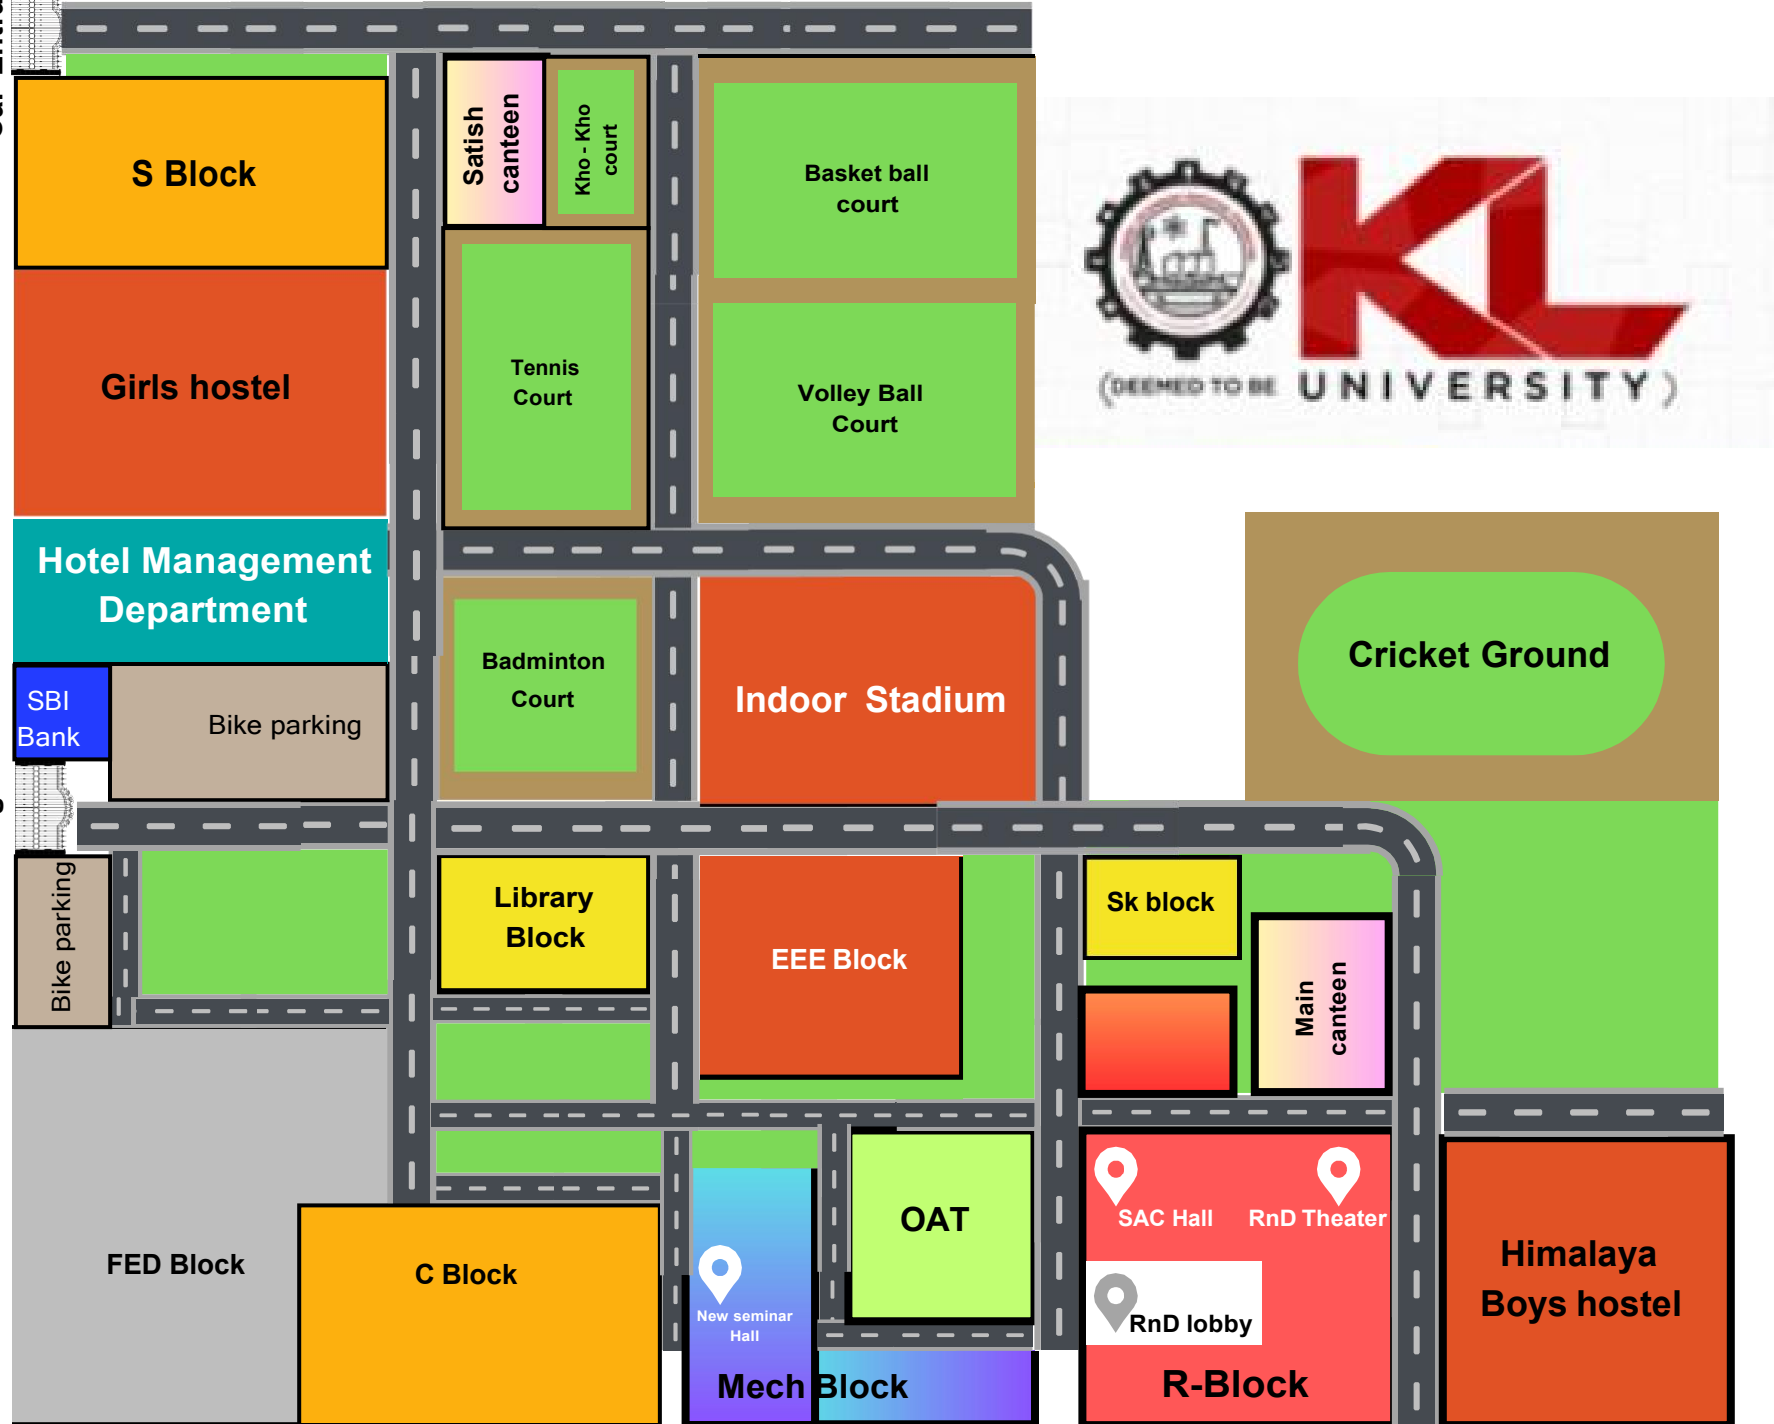 S Block
Satish
canteen
Kho - Kho
court
Basket ball
court
KL
(DEEMED TO BE UNIVERSITY)
Girls hostel
Tennis
Court
Volley Ball
Court
Hotel Management
Department
Badminton
Court
Indoor Stadium
Cricket Ground
SBI
Bank
Bike parking
Bike parking
Library
Block
EEE Block
Sk block
Main
canteen
FED Block
C Block
New seminar
Hall
Mech Block
OAT
SAC Hall
RnD Theater
RnD lobby
R-Block
Himalaya
Boys hostel